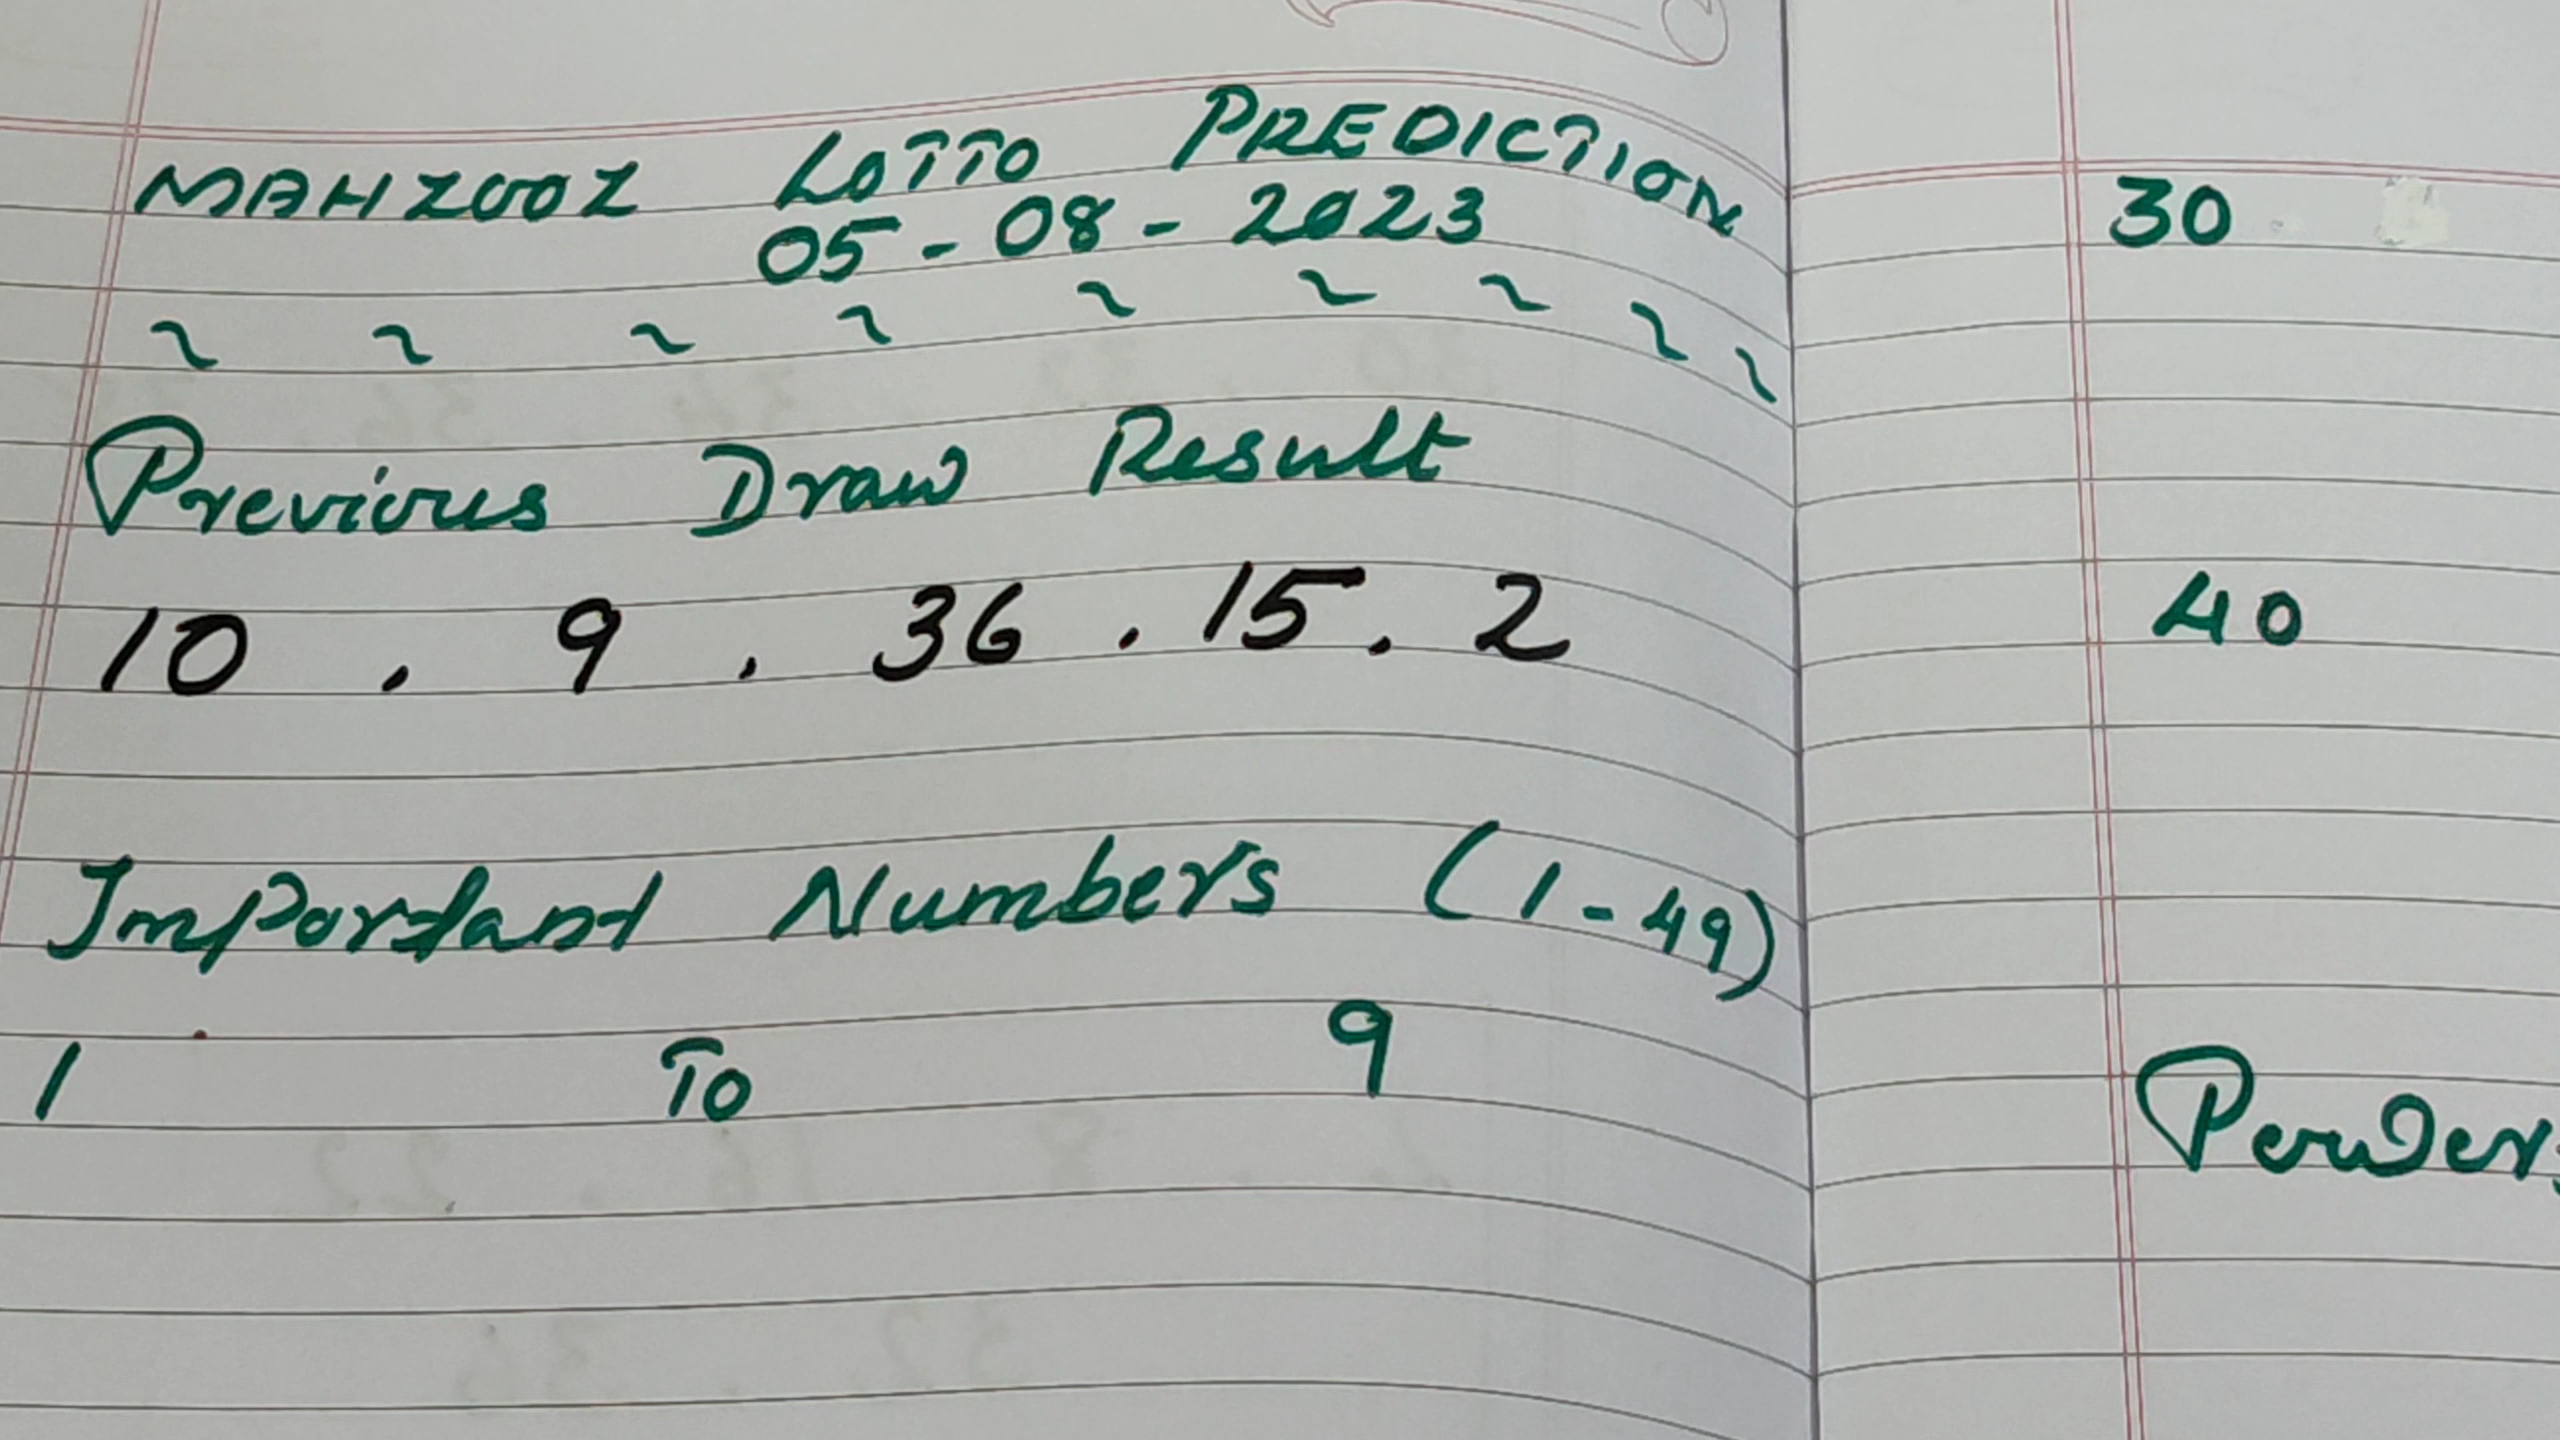 MAHZOOZ LOTTO PREDICTION
05-08-2023
~ ~ ~ ~ ~ ~ ~ ~ ~
Previous Draw Result
10 . 9 . 36 . 15 . 2
Important Numbers (1-49)
1 To 9
30
40